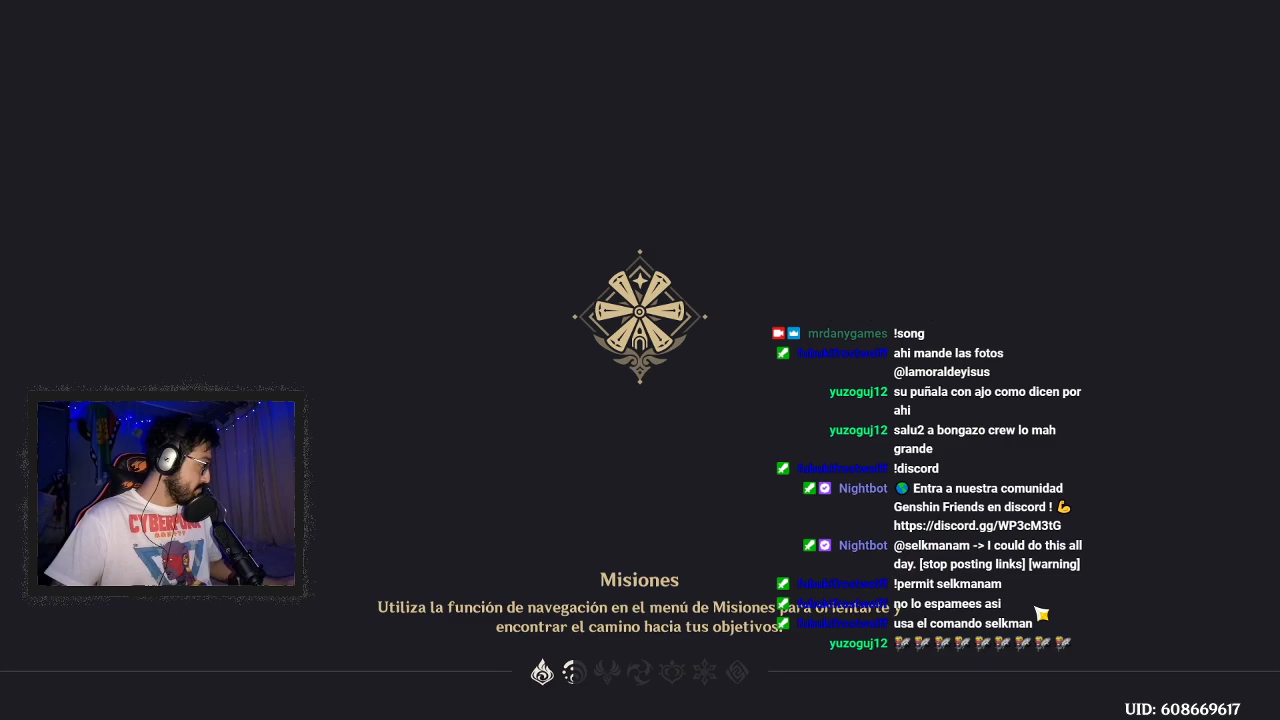 mrdanygames !song
ahi mande las fotos
@lamoraldeyisus
yuzoguj12 su puñala con ajo como dicen por
ahi
yuzoguj12 salu2 a bongazo crew lo mah
grande
!discord
Nightbot 🌎 Entra a nuestra comunidad
Genshin Friends en discord ! 💪
https://discord.gg/WP3cM3tG
Nightbot @selkmanam -> I could do this all
day. [stop posting links] [warning]
!permit selkmanam
no lo espamees asi
usa el comando selkman
yuzoguj12
CYBERPUNK
Misiones
Utiliza la función de navegación en el menú de Misiones para orientarte y
encontrar el camino hacia tus objetivos.
UID: 608669617